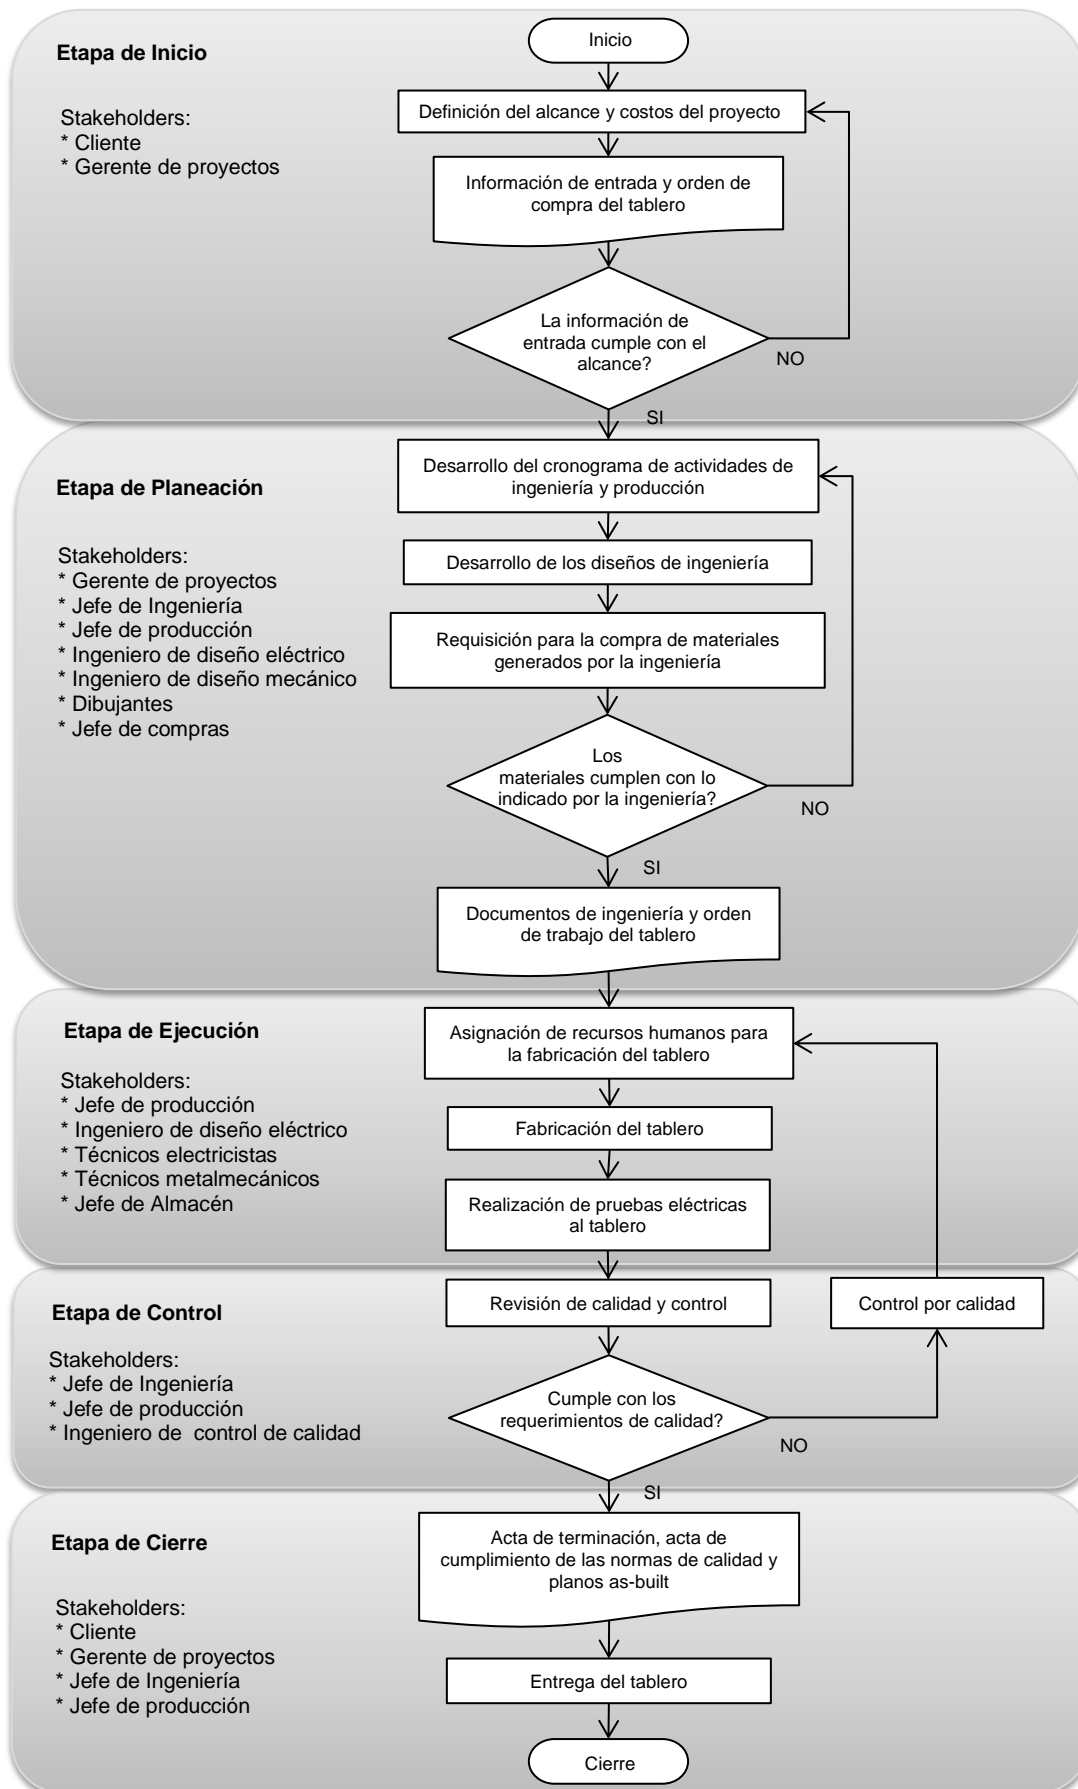 Etapa de Inicio
Stakeholders:
* Cliente
* Gerente de proyectos
Inicio
Definición del alcance y costos del proyecto
Información de entrada y orden de
compra del tablero
La información de
entrada cumple con el
alcance?
NO
SI
Etapa de Planeación
Stakeholders:
* Gerente de proyectos
* Jefe de Ingeniería
* Jefe de producción
* Ingeniero de diseño eléctrico
* Ingeniero de diseño mecánico
* Dibujantes
* Jefe de compras
Desarrollo del cronograma de actividades de
ingeniería y producción
Desarrollo de los diseños de ingeniería
Requisición para la compra de materiales
generados por la ingeniería
Los
materiales cumplen con lo
indicado por la ingeniería?
NO
SI
Documentos de ingeniería y orden
de trabajo del tablero
Etapa de Ejecución
Stakeholders:
* Jefe de producción
* Ingeniero de diseño eléctrico
* Técnicos electricistas
* Técnicos metalmecánicos
* Jefe de Almacén
Asignación de recursos humanos para
la fabricación del tablero
Fabricación del tablero
Realización de pruebas eléctricas
al tablero
Etapa de Control
Stakeholders:
* Jefe de Ingeniería
* Jefe de producción
* Ingeniero de  control de calidad
Revisión de calidad y control
Control por calidad
Cumple con los
requerimientos de calidad?
NO
SI
Etapa de Cierre
Stakeholders:
* Cliente
* Gerente de proyectos
* Jefe de Ingeniería
* Jefe de producción
Acta de terminación, acta de
cumplimiento de las normas de calidad y
planos as-built
Entrega del tablero
Cierre